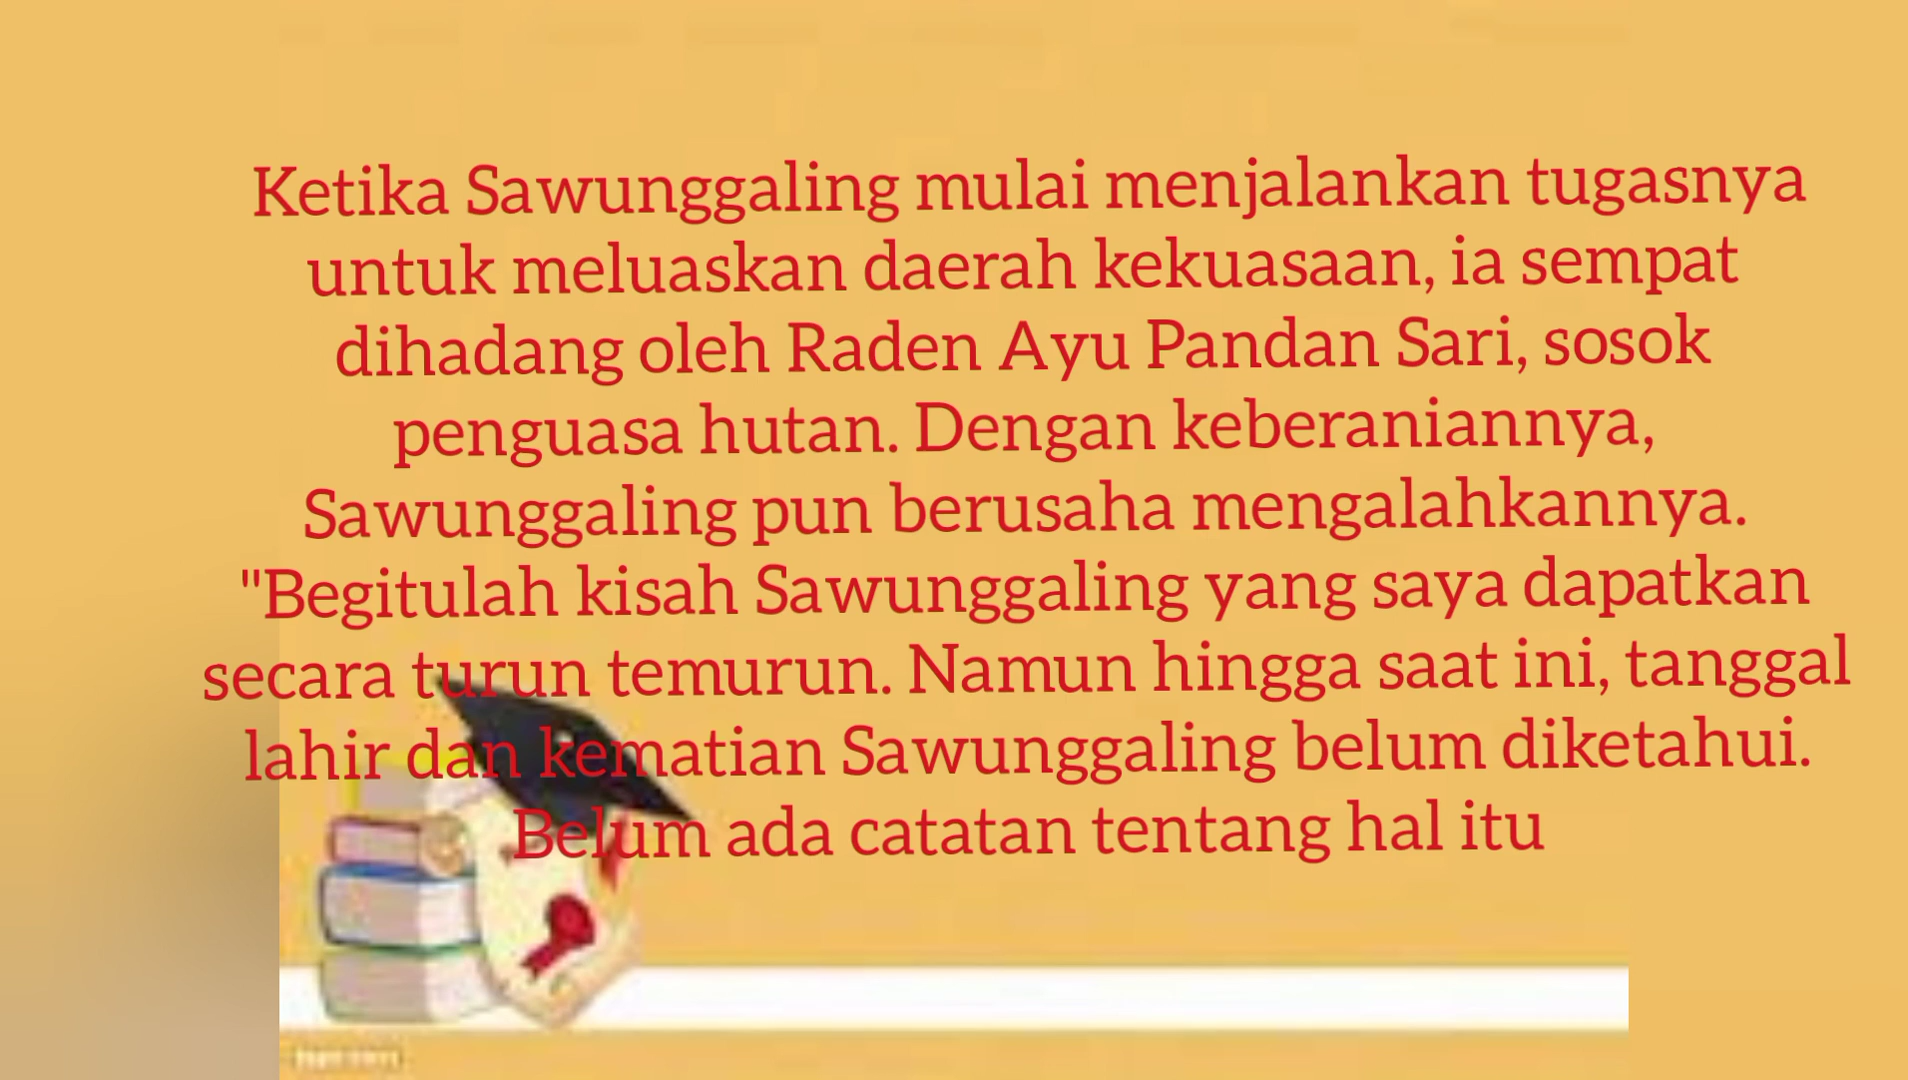 Ketika Sawunggaling mulai menjalankan tugasnya
untuk meluaskan daerah kekuasaan, ia sempat
dihadang oleh Raden Ayu Pandan Sari, sosok
penguasa hutan. Dengan keberaniannya,
Sawunggaling pun berusaha mengalahkannya.
"Begitulah kisah Sawunggaling yang saya dapatkan
secara turun temurun. Namun hingga saat ini, tanggal
lahir dan kematian Sawunggaling belum diketahui.
Belum ada catatan tentang hal itu